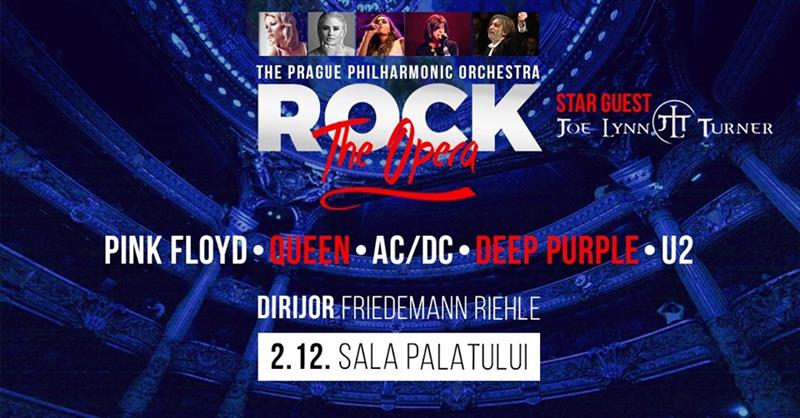 THE PRAGUE PHILHARMONIC ORCHESTRA
ROCK
The Opera
STAR GUEST
JOE LYNN JLT TURNER
PINK FLOYD • QUEEN • AC/DC • DEEP PURPLE • U2
DIRIJOR FRIEDEMANN RIEHLE
2.12. SALA PALATULUI